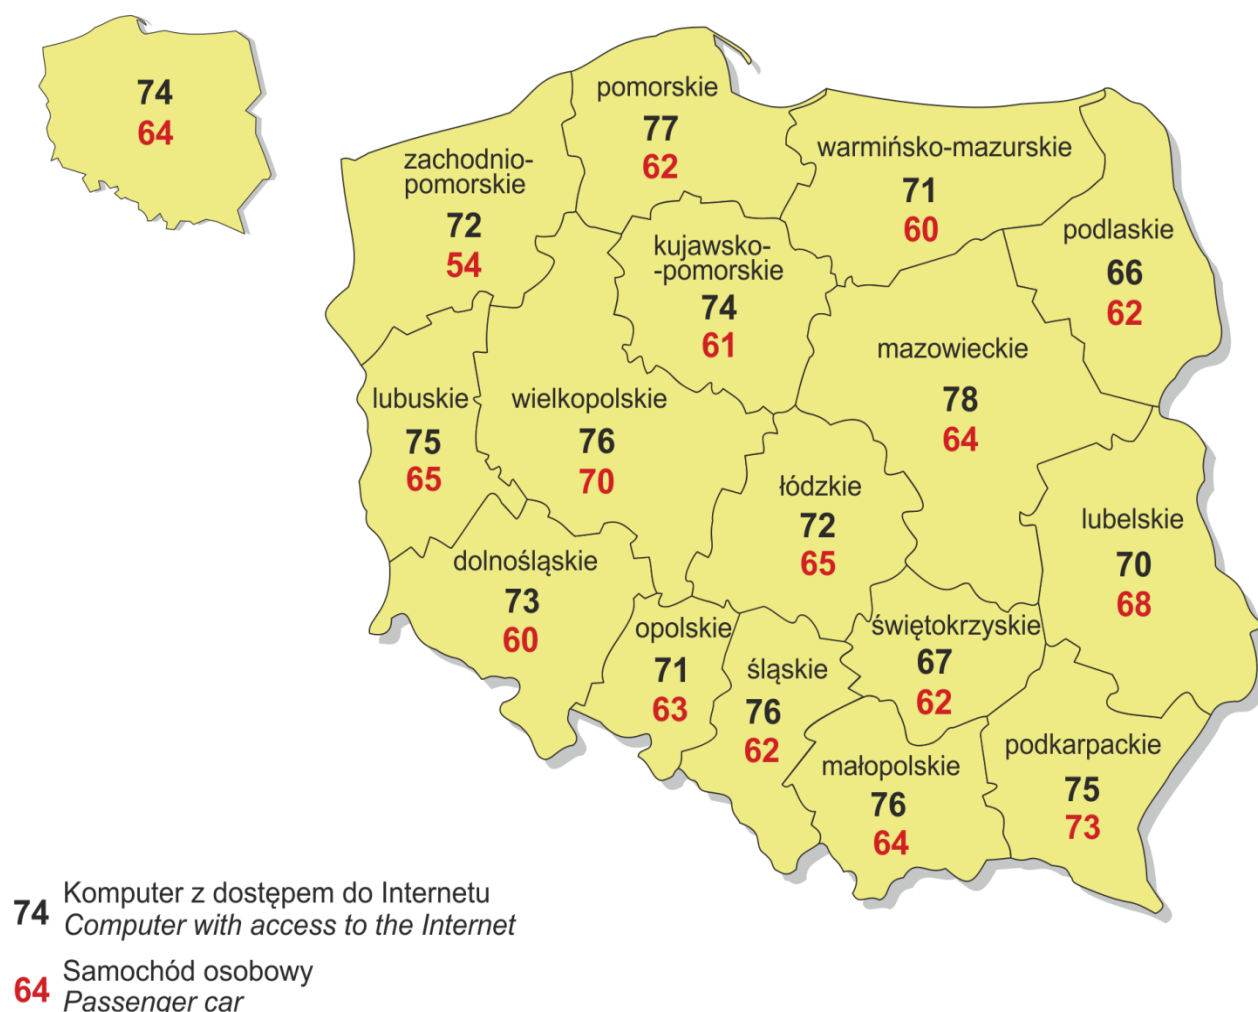 74
64
pomorskie
77
62
warmińsko-mazurskie
71
60
zachodnio-
pomorskie
72
54
podlaskie
66
62
kujawsko-
-pomorskie
74
61
mazowieckie
78
64
lubuskie
75
65
wielkopolskie
76
70
łódzkie
72
65
lubelskie
70
68
dolnośląskie
73
60
opolskie
71
63
śląskie
76
62
świętokrzyskie
67
62
małopolskie
76
64
podkarpackie
75
73
74 Komputer z dostępem do Internetu
Computer with access to the Internet
64 Samochód osobowy
Passenger car